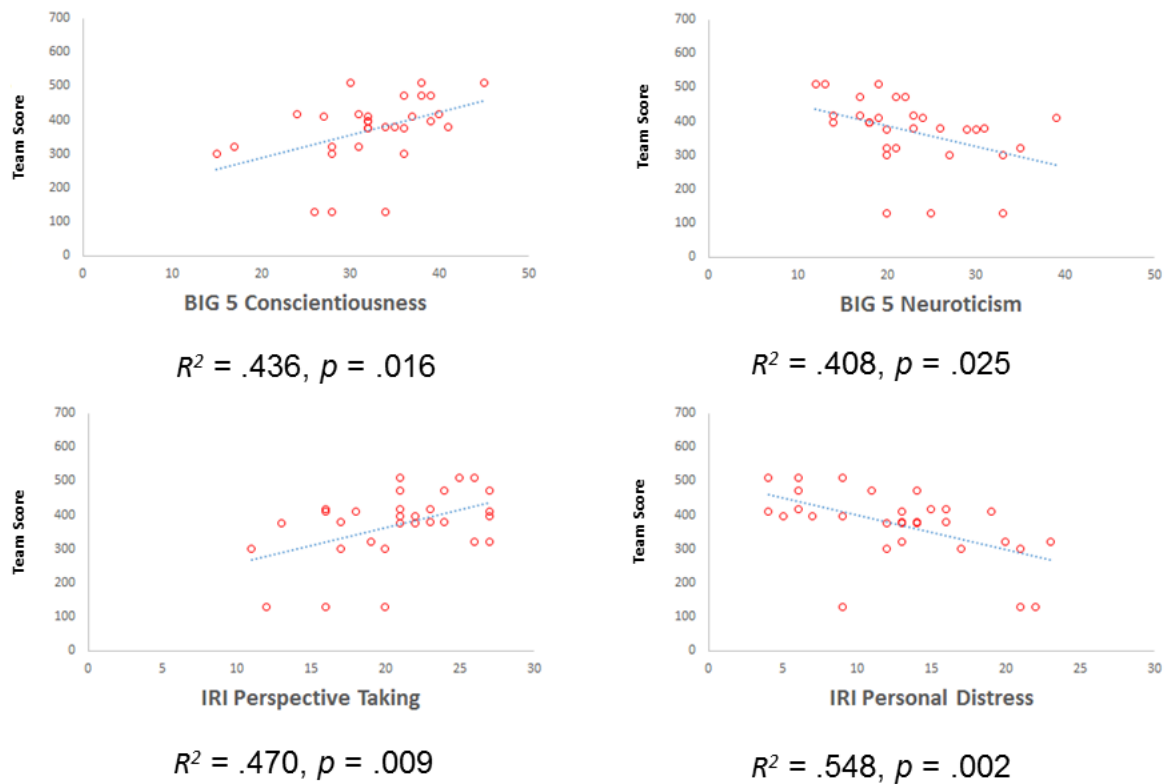 700
600
500
400
300
200
100
0
Team Score
0 10 20 30 40 50
BIG 5 Conscientiousness
R² = .436, p = .016
700
600
500
400
300
200
100
0
Team Score
0 10 20 30 40 50
BIG 5 Neuroticism
R² = .408, p = .025
700
600
500
400
300
200
100
0
Team Score
0 5 10 15 20 25 30
IRI Perspective Taking
R² = .470, p = .009
700
600
500
400
300
200
100
0
Team Score
0 5 10 15 20 25 30
IRI Personal Distress
R² = .548, p = .002